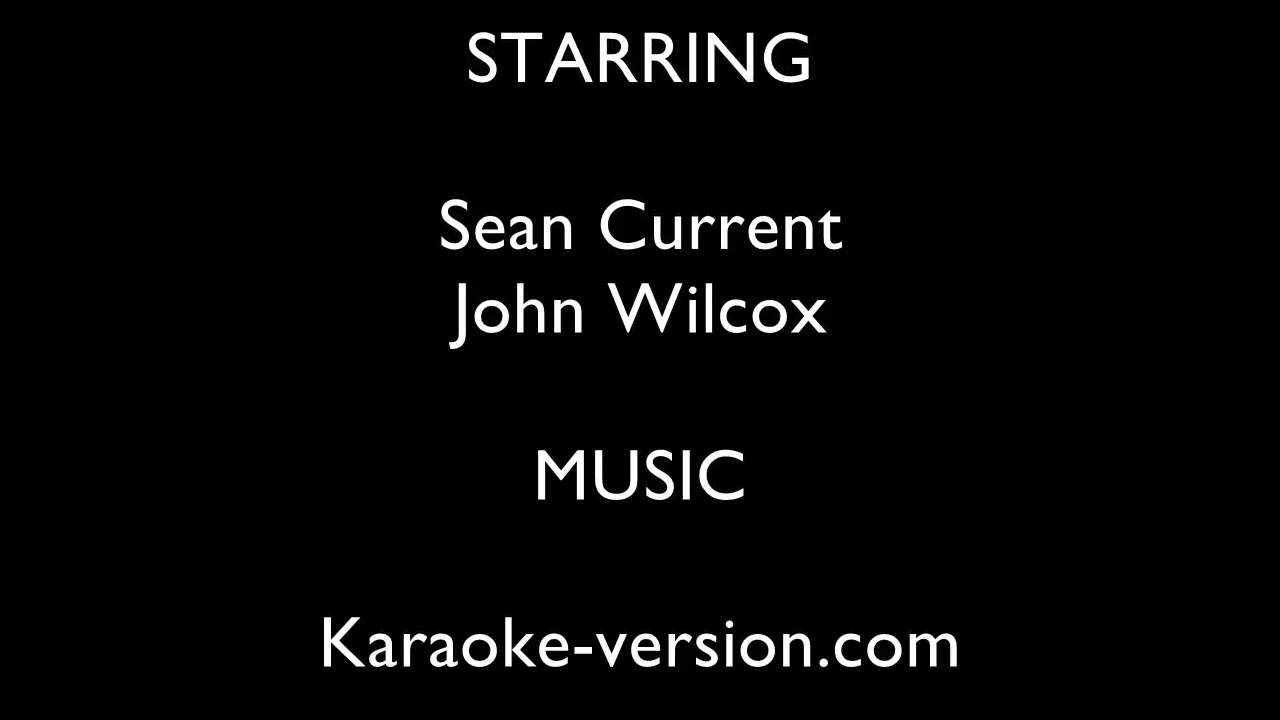 STARRING
Sean Current
John Wilcox
MUSIC
Karaoke-version.com